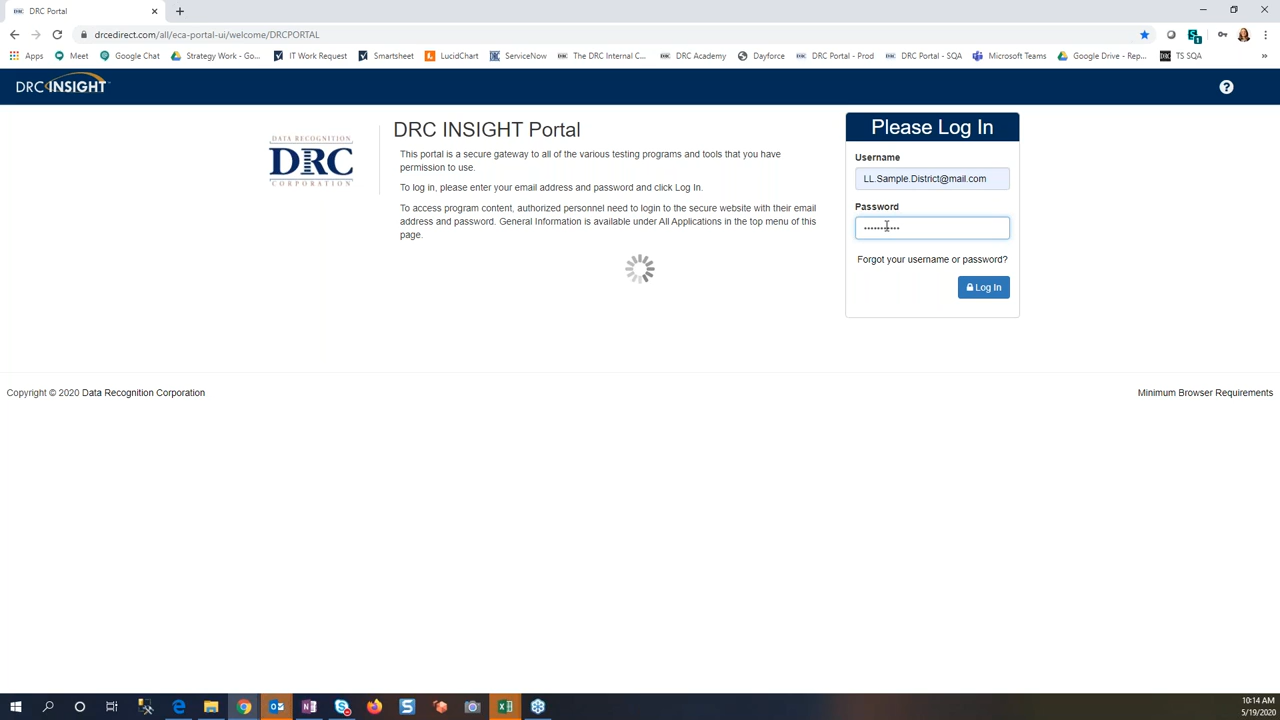 DRC Portal
drcedirect.com/all/eca-portal-ui/welcome/DRCPORTAL
Apps Meet Google Chat Strategy Work - Go... IT Work Request Smartsheet LucidChart ServiceNow The DRC Internal C... DRC Academy Dayforce DRC Portal - Prod DRC Portal - SQA Microsoft Teams Google Drive - Rep... TS SQA
DRC INSIGHT
DATA RECOGNITION
DRC
CORPORATION
DRC INSIGHT Portal
This portal is a secure gateway to all of the various testing programs and tools that you have
permission to use.
To log in, please enter your email address and password and click Log In.
To access program content, authorized personnel need to login to the secure website with their email
address and password. General Information is available under All Applications in the top menu of this
page.
Please Log In
Username
LL.Sample.District@mail.com
Password
Forgot your username or password?
Log In
Copyright © 2020 Data Recognition Corporation
Minimum Browser Requirements
10:14 AM
5/19/2020